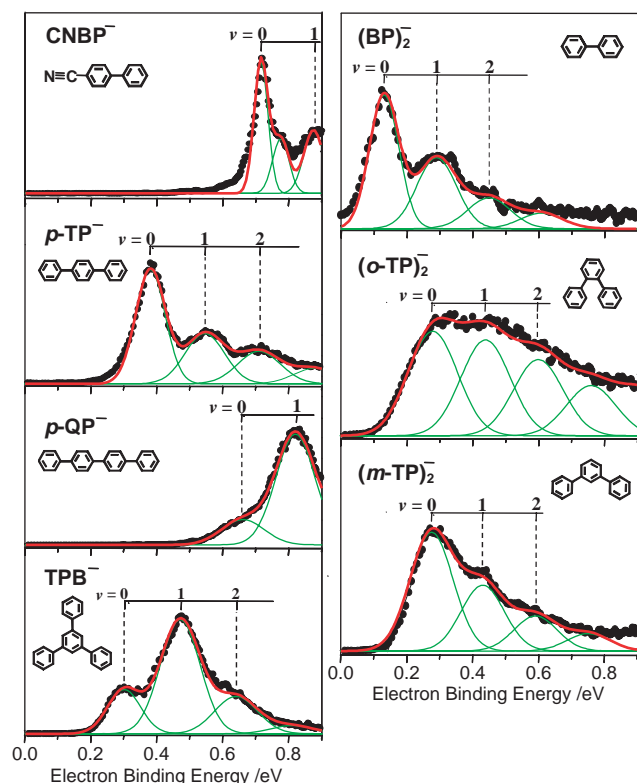 CNBP⁻
v = 0 1
N≡C
p-TP⁻
v = 0 1 2
p-QP⁻
v = 0 1
TPB⁻
v = 0 1 2
0.0 0.2 0.4 0.6 0.8
Electron Binding Energy /eV
(BP)₂⁻
v = 0 1 2
(o-TP)₂⁻
v = 0 1 2
(m-TP)₂⁻
v = 0 1 2
0.0 0.2 0.4 0.6 0.8
Electron Binding Energy /eV